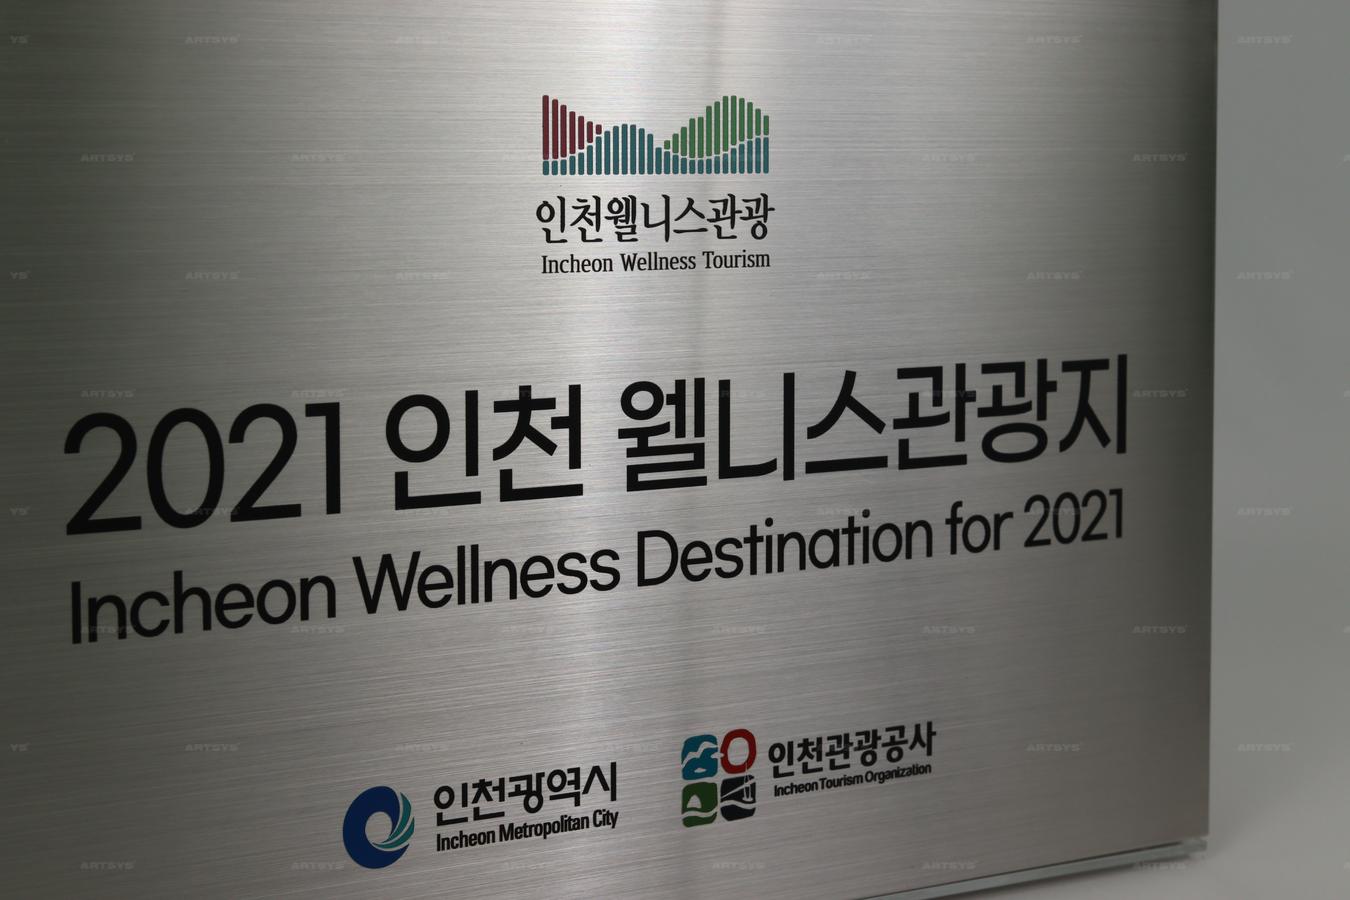 인천웰니스관광
Incheon Wellness Tourism
2021 인천 웰니스관광지
Incheon Wellness Destination for 2021
인천광역시
Incheon Metropolitan City
인천관광공사
Incheon Tourism Organization
ARTSYS